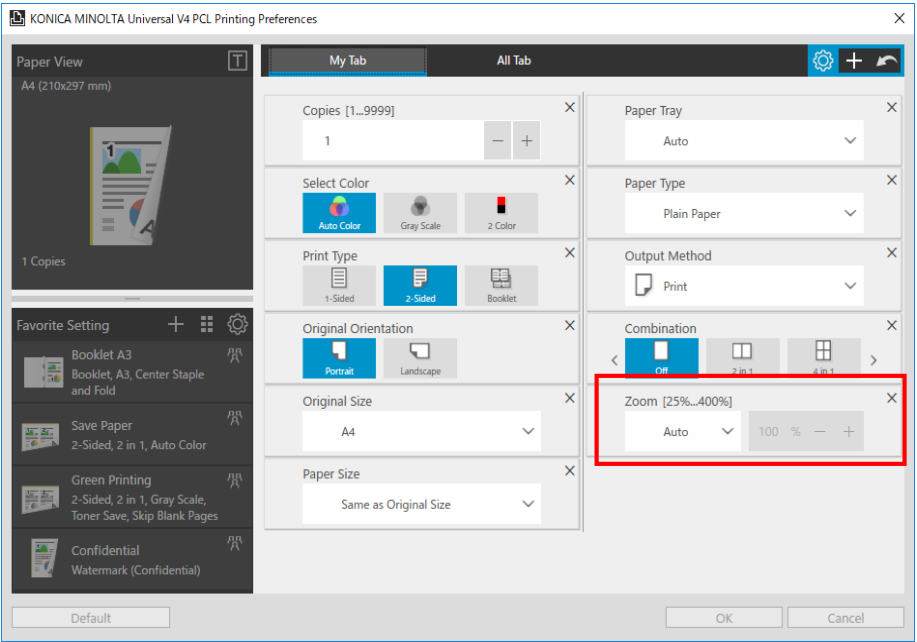 KONICA MINOLTA Universal V4 PCL Printing Preferences
Paper View
T
A4 (210x297 mm)
1
A
1 Copies
Favorite Setting
Booklet A3
Booklet, A3, Center Staple
and Fold
Save Paper
2-Sided, 2 in 1, Auto Color
Green Printing
2-Sided, 2 in 1, Gray Scale,
Toner Save, Skip Blank Pages
Confidential
Watermark (Confidential)
My Tab
All Tab
Copies [1...9999]
1
Select Color
Auto Color
Gray Scale
2 Color
Print Type
1-Sided
2-Sided
Booklet
Original Orientation
Portrait
Landscape
Original Size
A4
Paper Size
Same as Original Size
Paper Tray
Auto
Paper Type
Plain Paper
Output Method
Print
Combination
Off
2 in 1
4 in 1
Zoom [25%...400%]
Auto
100 %
Default
OK
Cancel